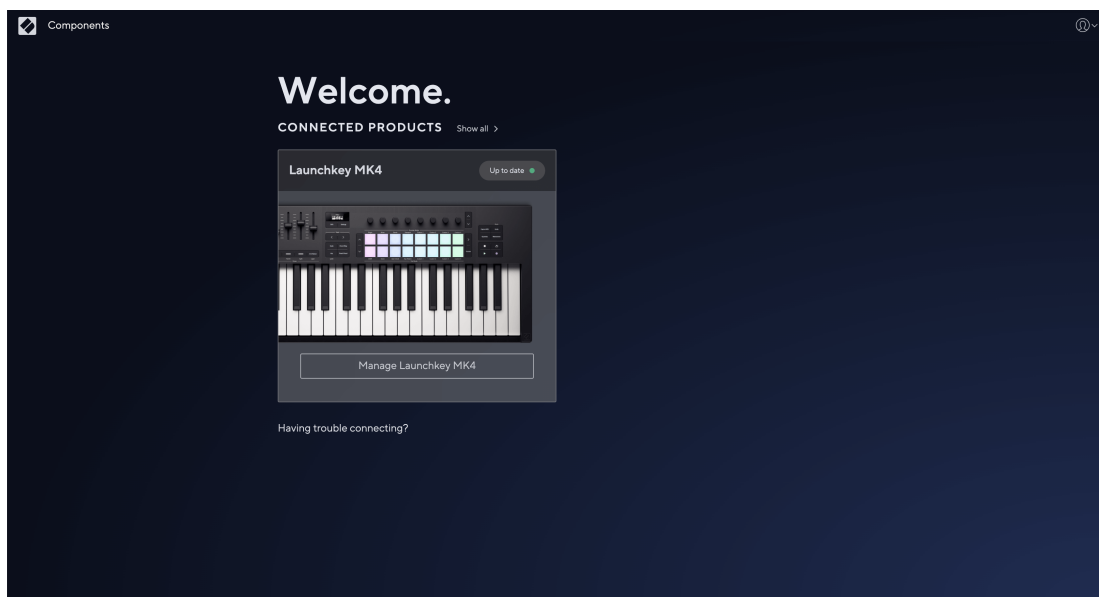 Components
Welcome.
CONNECTED PRODUCTS Show all >
Launchkey MK4
Up to date
Manage Launchkey MK4
Having trouble connecting?